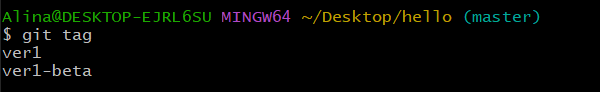 Alina@DESKTOP-EJRL6SU MINGW64 ~/Desktop/hello (master)
$ git tag
ver1
ver1-beta